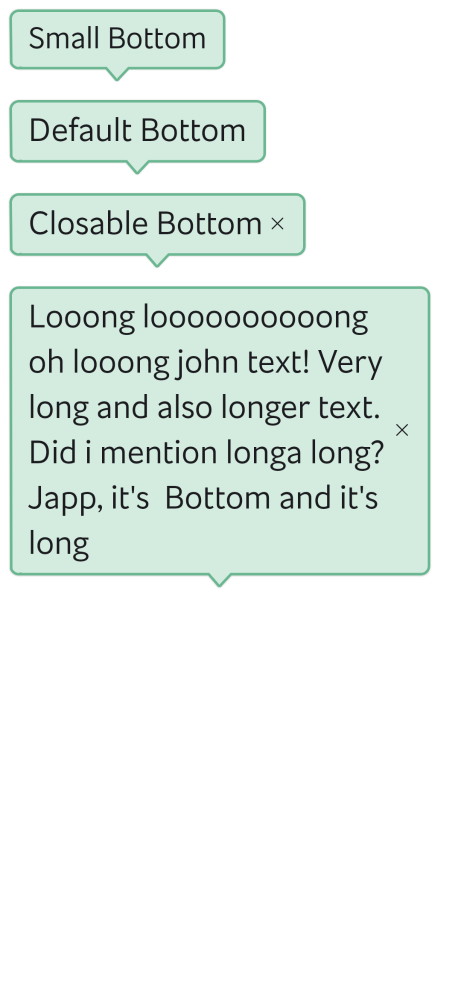 Small Bottom
Default Bottom
Closable Bottom ×
Looong loooooooooong
oh looong john text! Very
long and also longer text.
Did i mention longa long? ×
Japp, it's  Bottom and it's
long